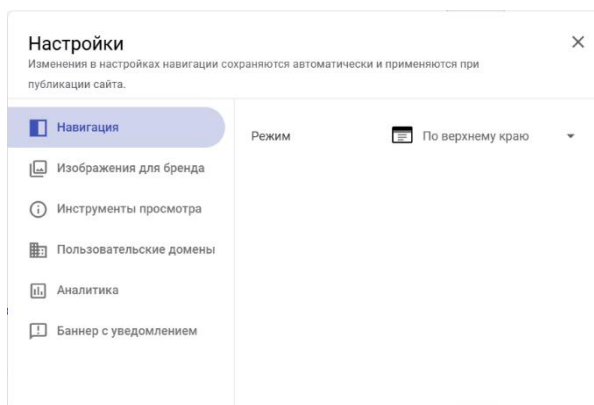 Настройки
Изменения в настройках навигации сохраняются автоматически и применяются при
публикации сайта.
Навигация
Режим
По верхнему краю
Изображения для бренда
Инструменты просмотра
Пользовательские домены
Аналитика
Баннер с уведомлением